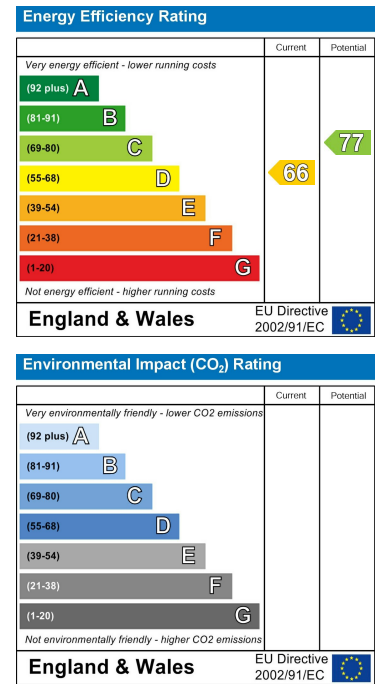 Energy Efficiency Rating
Current Potential
Very energy efficient - lower running costs
(92 plus) A
(81-91) B
(69-80) C
(55-68) D
(39-54) E
(21-38) F
(1-20) G
66
77
Not energy efficient - higher running costs
England & Wales
EU Directive
2002/91/EC
Environmental Impact (CO₂) Rating
Current Potential
Very environmentally friendly - lower CO2 emissions
(92 plus) A
(81-91) B
(69-80) C
(55-68) D
(39-54) E
(21-38) F
(1-20) G
Not environmentally friendly - higher CO2 emissions
England & Wales
EU Directive
2002/91/EC